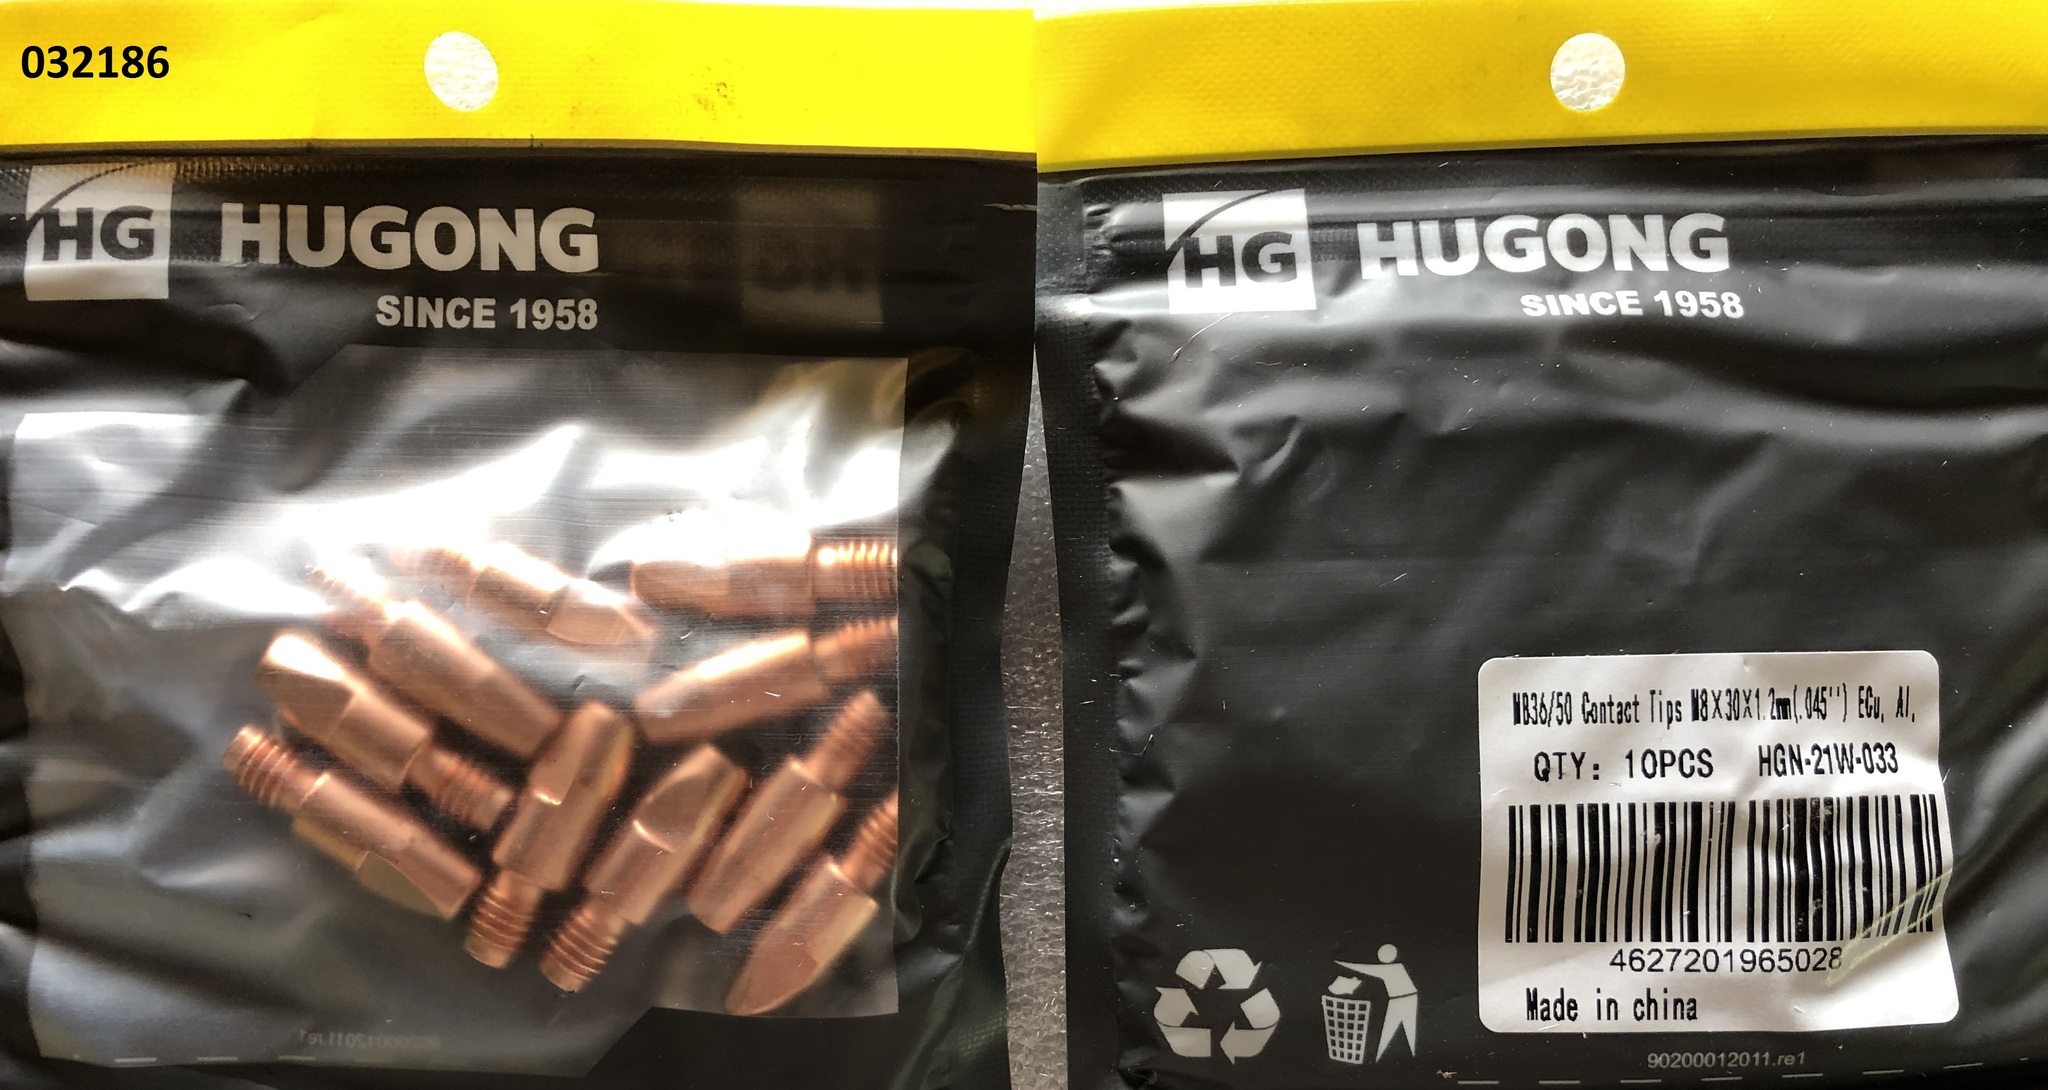 032186
HG HUGONG
SINCE 1958
HG HUGONG
SINCE 1958
MB36/50 Contact Tips M8X30X1.2mm(.045'') ECu, Al,
QTY: 10PCS HGN-21W-033
4627201965028
Made in china
90200012011.re1